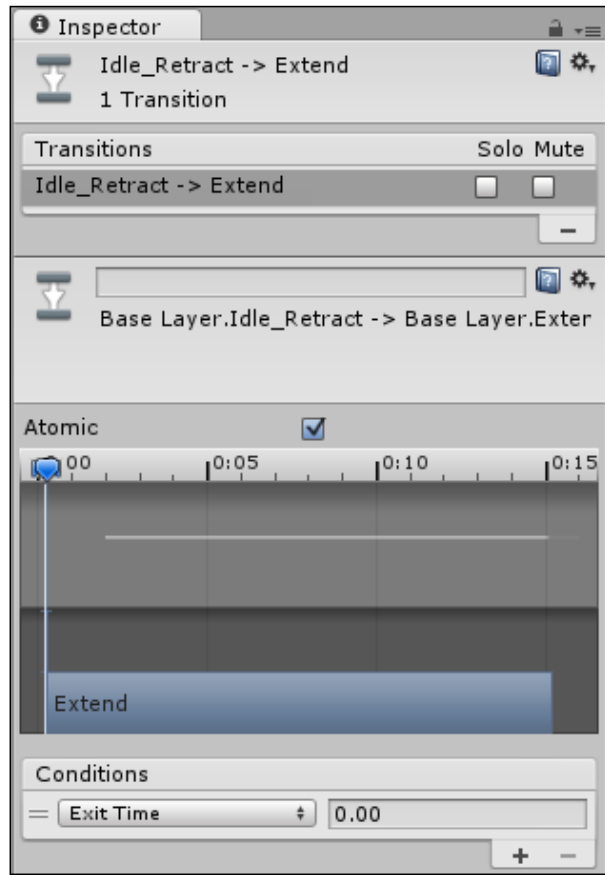 Inspector
Idle_Retract -> Extend
1 Transition
Transitions Solo Mute
Idle_Retract -> Extend
Base Layer.Idle_Retract -> Base Layer.Exter
Atomic
00 0:05 0:10 0:15
Extend
Conditions
Exit Time 0.00